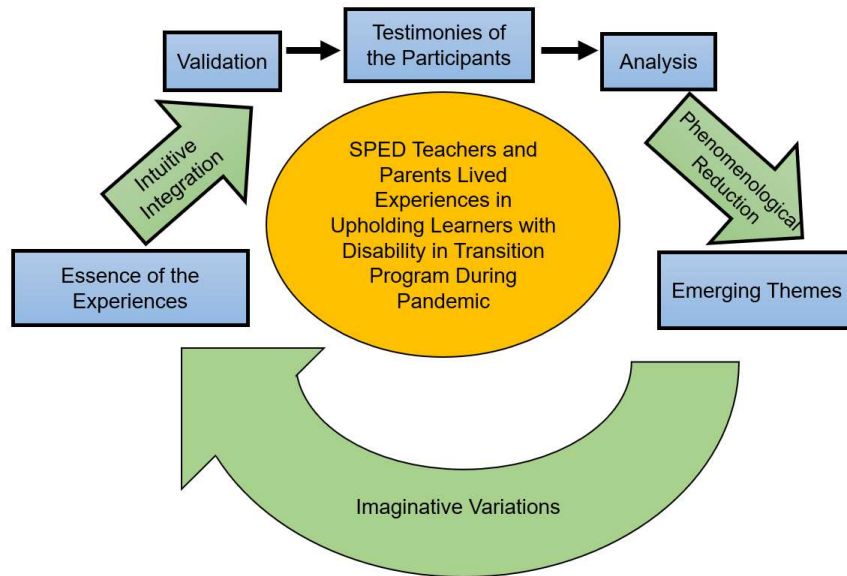 Validation
Testimonies of
the Participants
Analysis
Phenomenological
Reduction
Emerging Themes
Imaginative Variations
Essence of the
Experiences
Intuitive
Integration
SPED Teachers and
Parents Lived
Experiences in
Upholding Learners with
Disability in Transition
Program During
Pandemic